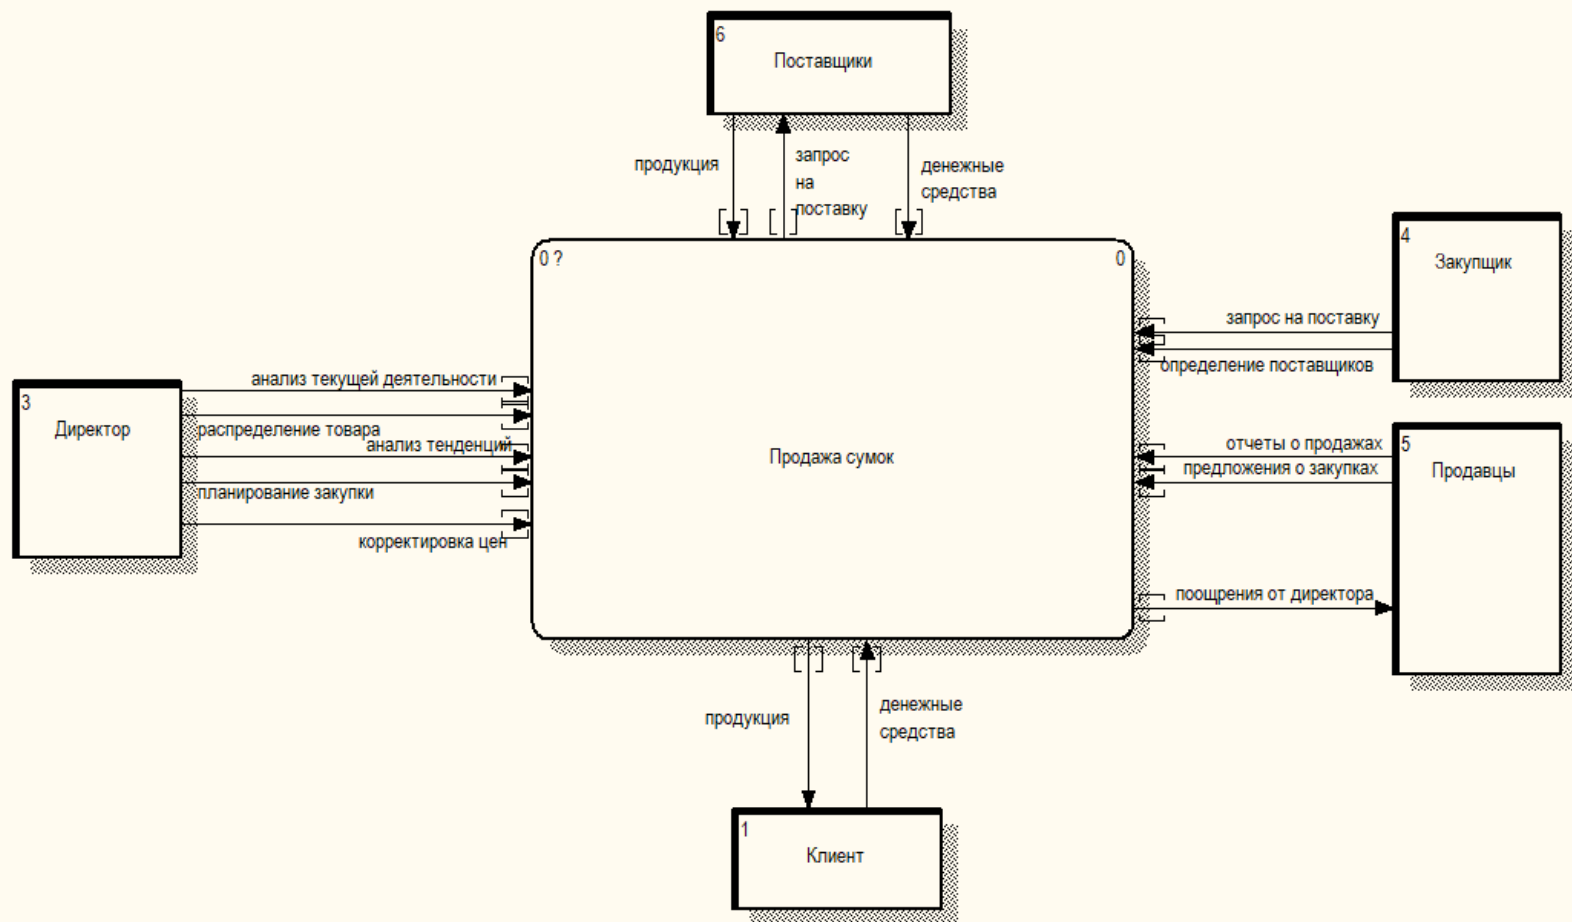 6
Поставщики
продукция
запрос
на
поставку
денежные
средства
0 ?
0
4
Закупщик
запрос на поставку
определение поставщиков
3
Директор
анализ текущей деятельности
распределение товара
анализ тенденций
планирование закупки
корректировка цен
Продажа сумок
5
Продавцы
отчеты о продажах
предложения о закупках
поощрения от директора
продукция
денежные
средства
1
Клиент